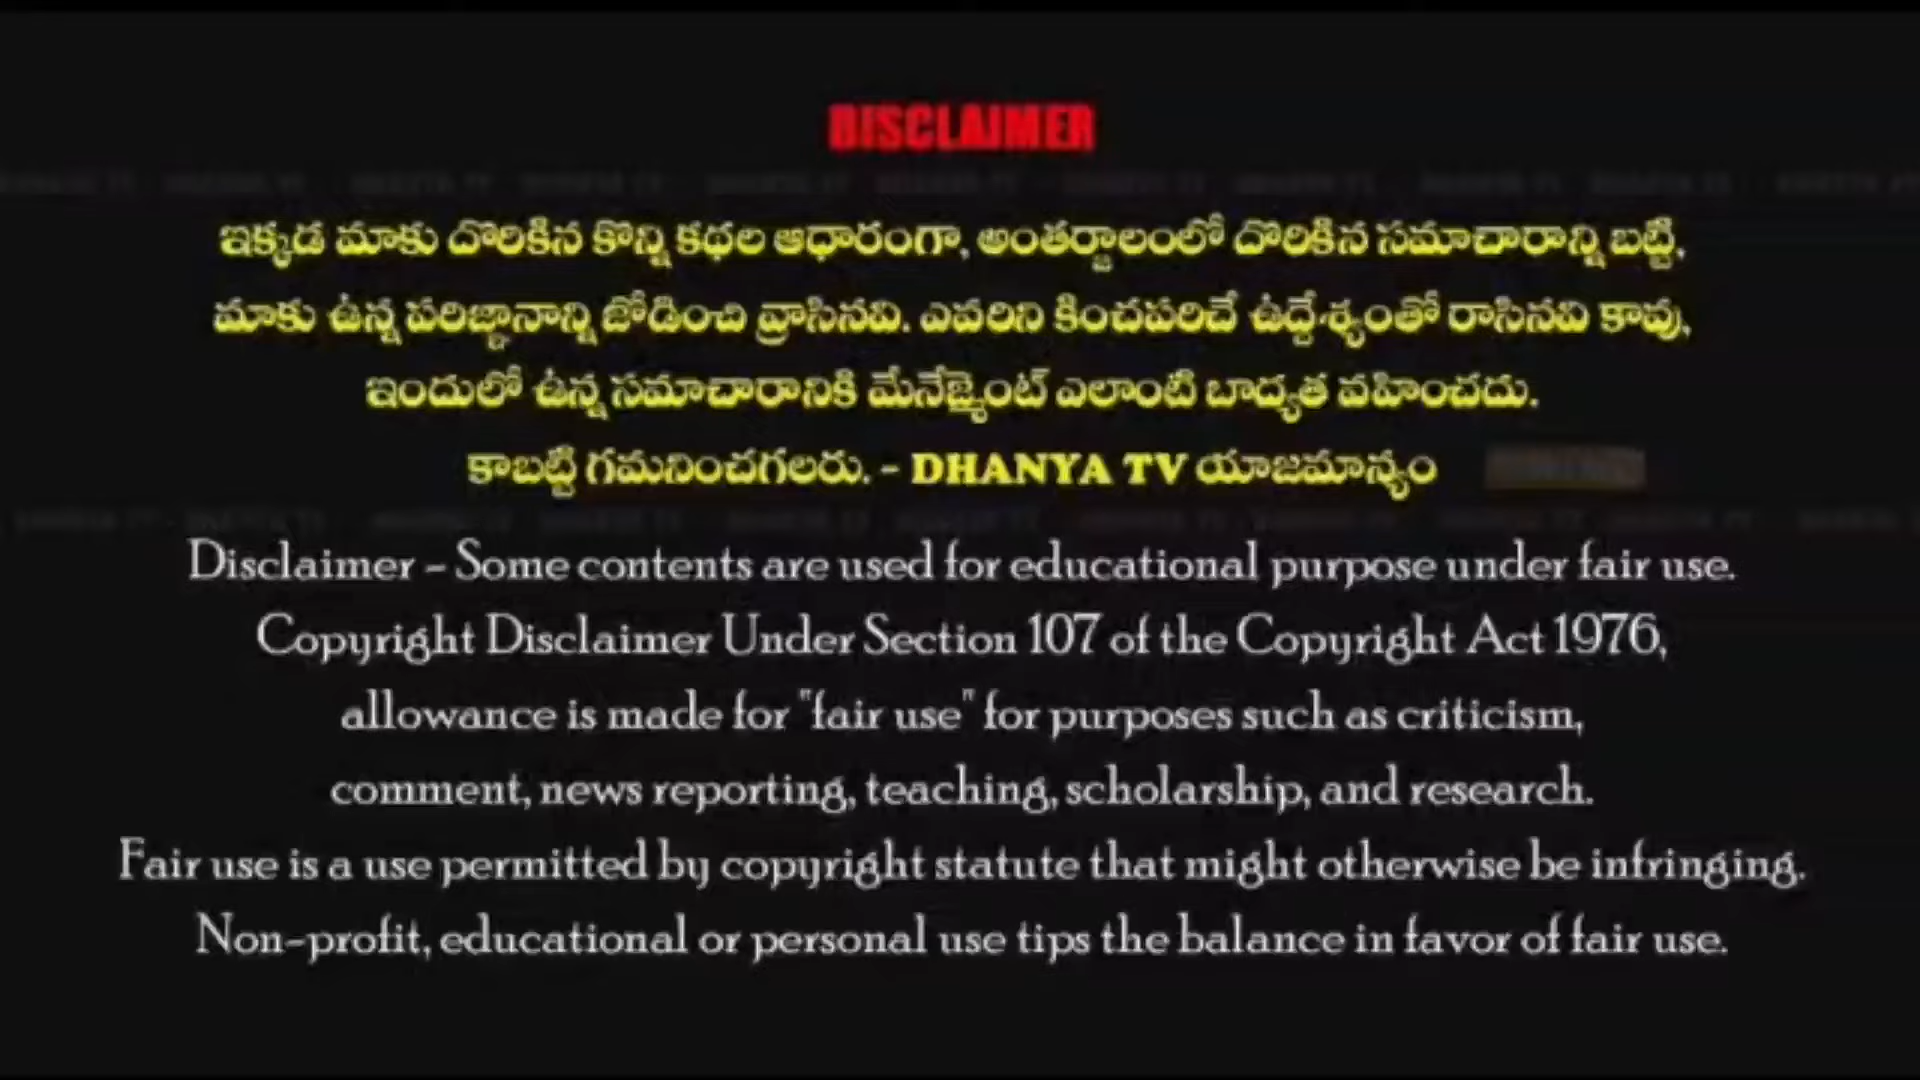 DISCLAIMER
ఇక్కడ మాకు దొరికిన కొన్ని కథల ఆధారంగా, అంతర్జాలంలో దొరికిన సమాచారాన్ని బట్టి,
మాకు ఉన్న పరిజ్ఞానాన్ని జోడించి వ్రాసినవి. ఎవరిని కించపరిచే ఉద్దేశ్యంతో రాసినవి కావు,
ఇందులో ఉన్న సమాచారానికి మేనేజ్మెంట్ ఎలాంటి బాద్యత వహించదు.
కాబట్టి గమనించగలరు. - DHANYA TV యాజమాన్యం
Disclaimer - Some contents are used for educational purpose under fair use.
Copyright Disclaimer Under Section 107 of the Copyright Act 1976,
allowance is made for "fair use" for purposes such as criticism,
comment, news reporting, teaching, scholarship, and research.
Fair use is a use permitted by copyright statute that might otherwise be infringing.
Non-profit, educational or personal use tips the balance in favor of fair use.